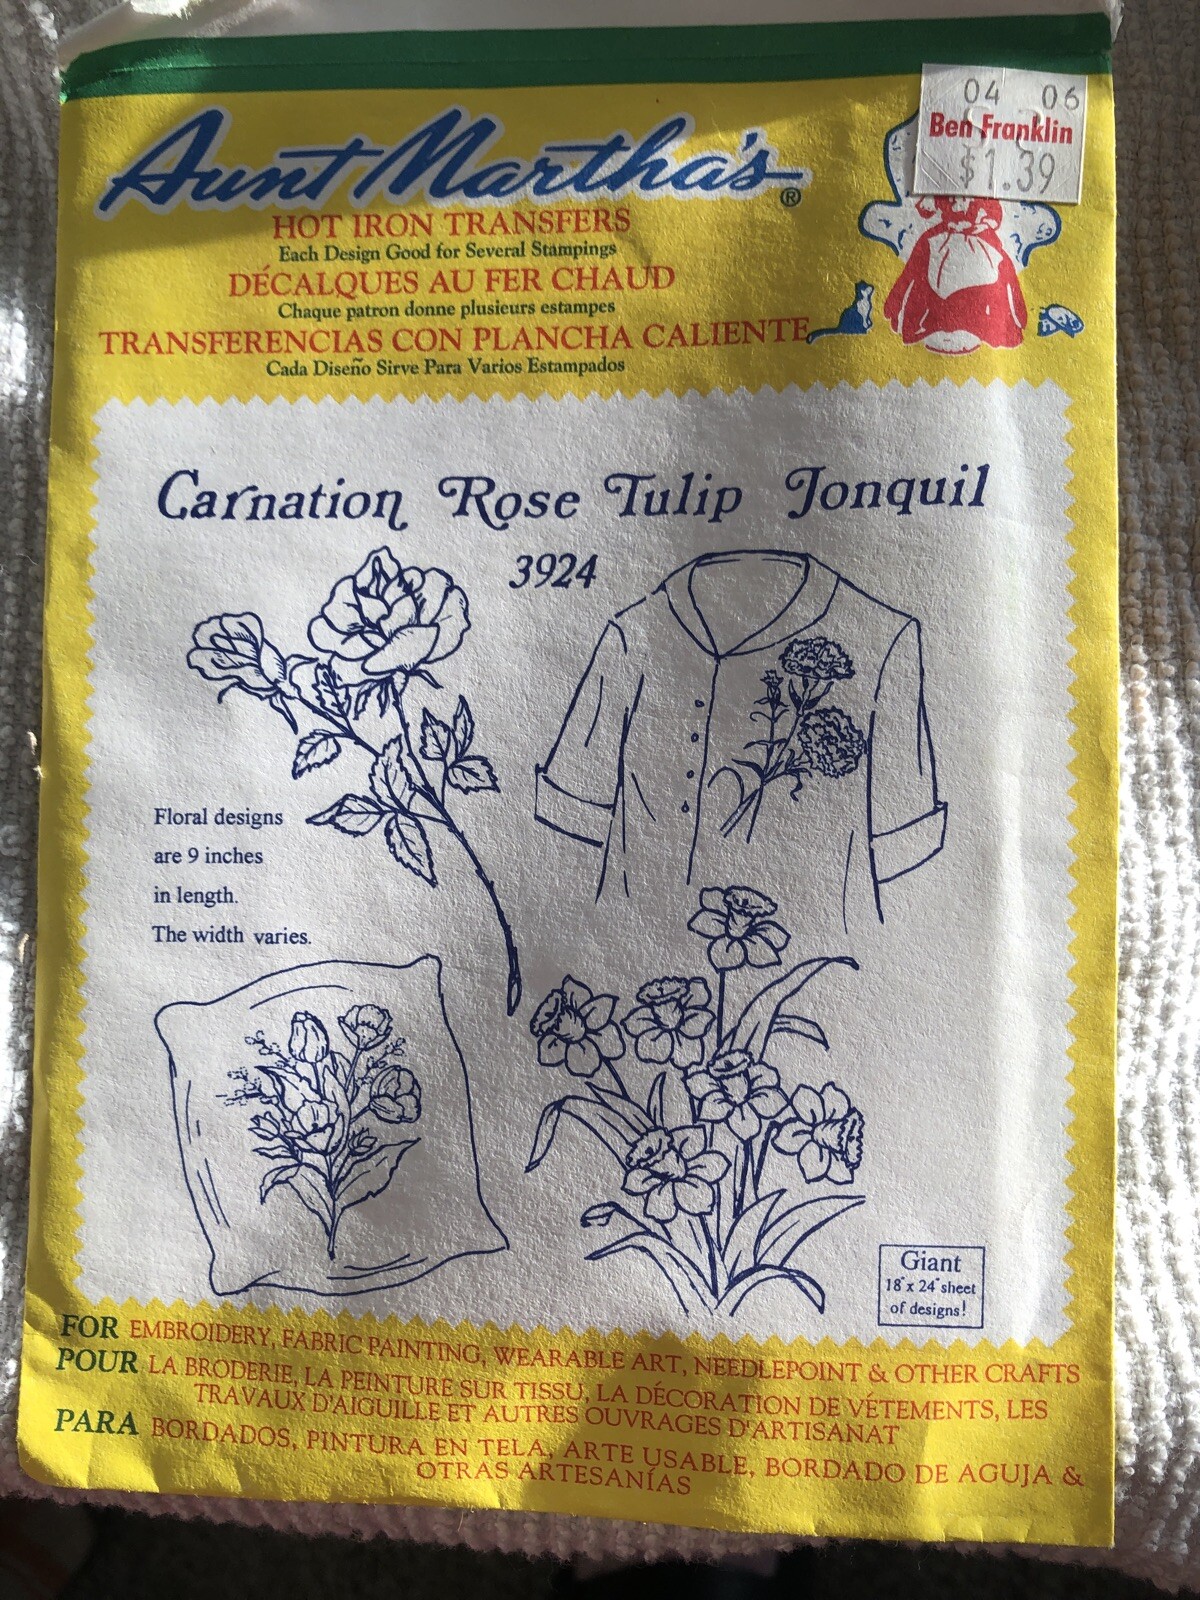 04 06
Ben Franklin
$1.39
Aunt Martha's®
HOT IRON TRANSFERS
Each Design Good for Several Stampings
DÉCALQUES AU FER CHAUD
Chaque patron donne plusieurs estampes
TRANSFERENCIAS CON PLANCHA CALIENTE
Cada Diseño Sirve Para Varios Estampados
Carnation Rose Tulip Jonquil
3924
Floral designs
are 9 inches
in length.
The width varies.
Giant
18" x 24" sheet
of designs!
FOR EMBROIDERY, FABRIC PAINTING, WEARABLE ART, NEEDLEPOINT & OTHER CRAFTS
POUR LA BRODERIE, LA PEINTURE SUR TISSU, LA DÉCORATION DE VÉTEMENTS, LES
TRAVAUX D'AIGUILLE ET AUTRES OUVRAGES D'ARTISANAT
PARA BORDADOS, PINTURA EN TELA, ARTE USABLE, BORDADO DE AGUJA &
OTRAS ARTESANÍAS